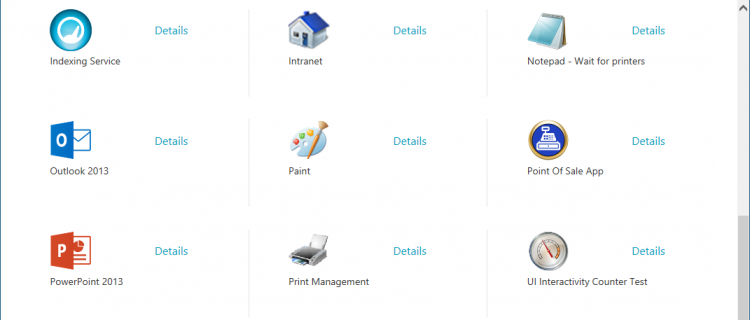 Details
Details
Details
Indexing Service
Intranet
Notepad - Wait for printers
Details
Details
Details
Outlook 2013
Paint
Point Of Sale App
Details
Details
Details
PowerPoint 2013
Print Management
UI Interactivity Counter Test